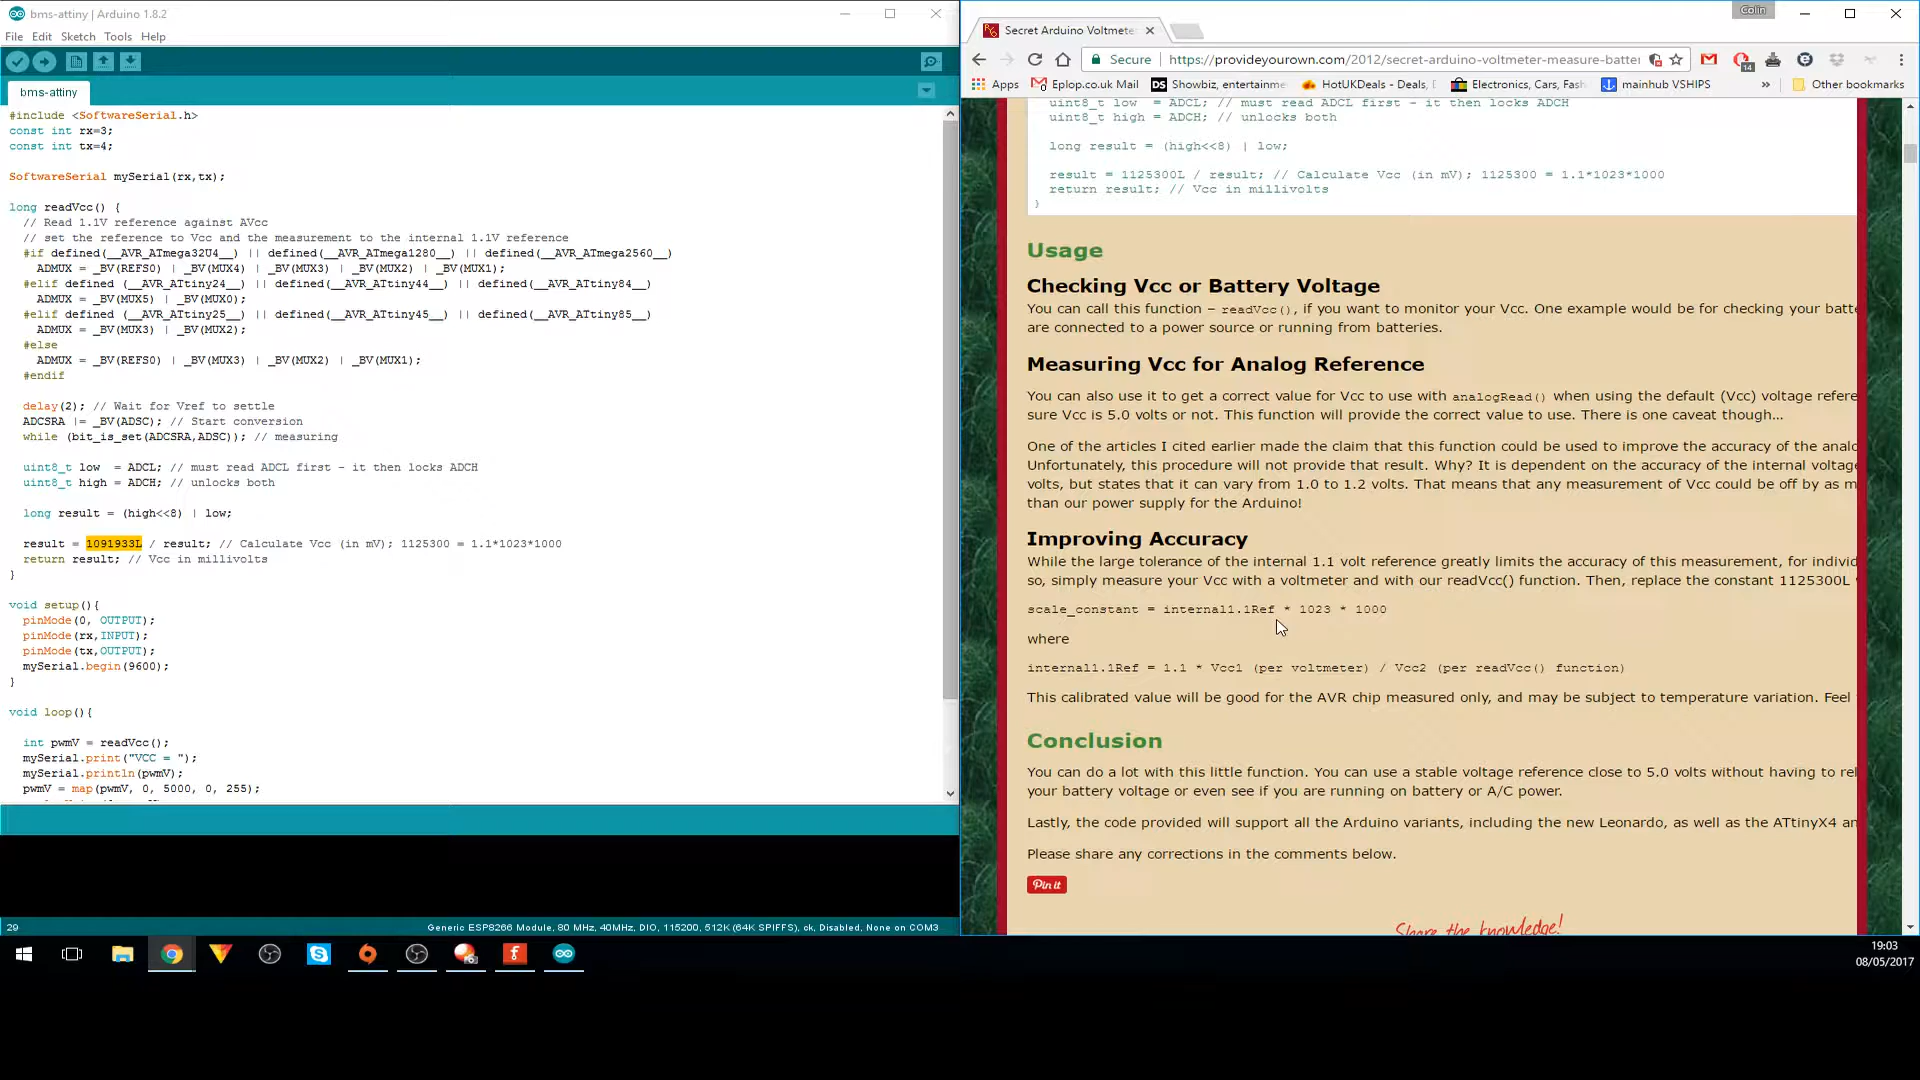 bms-attiny | Arduino 1.8.2
File Edit Sketch Tools Help
bms-attiny
#include <SoftwareSerial.h>
const int rx=3;
const int tx=4;
SoftwareSerial mySerial(rx,tx);
long readVcc() {
// Read 1.1V reference against AVcc
// set the reference to Vcc and the measurement to the internal 1.1V reference
#if defined(__AVR_ATmega32U4__) || defined(__AVR_ATmega1280__) || defined(__AVR_ATmega2560__)
ADMUX = _BV(REFS0) | _BV(MUX4) | _BV(MUX3) | _BV(MUX2) | _BV(MUX1);
#elif defined (__AVR_ATtiny24__) || defined(__AVR_ATtiny44__) || defined(__AVR_ATtiny84__)
ADMUX = _BV(MUX5) | _BV(MUX0);
#elif defined (__AVR_ATtiny25__) || defined(__AVR_ATtiny45__) || defined(__AVR_ATtiny85__)
ADMUX = _BV(MUX3) | _BV(MUX2);
#else
ADMUX = _BV(REFS0) | _BV(MUX3) | _BV(MUX2) | _BV(MUX1);
#endif
delay(2); // Wait for Vref to settle
ADCSRA |= _BV(ADSC); // Start conversion
while (bit_is_set(ADCSRA,ADSC)); // measuring
uint8_t low  = ADCL; // must read ADCL first - it then locks ADCH
uint8_t high = ADCH; // unlocks both
long result = (high<<8) | low;
result = 1091933L / result; // Calculate Vcc (in mV); 1125300 = 1.1*1023*1000
return result; // Vcc in millivolts
}
void setup(){
pinMode(0, OUTPUT);
pinMode(rx,INPUT);
pinMode(tx,OUTPUT);
mySerial.begin(9600);
}
void loop(){
int pwmV = readVcc();
mySerial.print("VCC = ");
mySerial.println(pwmV);
pwmV = map(pwmV, 0, 5000, 0, 255);
29
Generic ESP8266 Module, 80 MHz, 40MHz, DIO, 115200, 512K (64K SPIFFS), ck, Disabled, None on COM3
Colin
Secret Arduino Voltmete
Secure https://provideyourown.com/2012/secret-arduino-voltmeter-measure-batte
14
Apps Eplop.co.uk Mail DS Showbiz, entertainme HotUKDeals - Deals, Electronics, Cars, Fash mainhub VSHIPS » Other bookmarks
uint8_t low  = ADCL; // must read ADCL first - it then locks ADCH
uint8_t high = ADCH; // unlocks both
long result = (high<<8) | low;
result = 1125300L / result; // Calculate Vcc (in mV); 1125300 = 1.1*1023*1000
return result; // Vcc in millivolts
}
Usage
Checking Vcc or Battery Voltage
You can call this function – readVcc(), if you want to monitor your Vcc. One example would be for checking your batte
are connected to a power source or running from batteries.
Measuring Vcc for Analog Reference
You can also use it to get a correct value for Vcc to use with analogRead() when using the default (Vcc) voltage refere
sure Vcc is 5.0 volts or not. This function will provide the correct value to use. There is one caveat though...
One of the articles I cited earlier made the claim that this function could be used to improve the accuracy of the analo
Unfortunately, this procedure will not provide that result. Why? It is dependent on the accuracy of the internal voltage
volts, but states that it can vary from 1.0 to 1.2 volts. That means that any measurement of Vcc could be off by as m
than our power supply for the Arduino!
Improving Accuracy
While the large tolerance of the internal 1.1 volt reference greatly limits the accuracy of this measurement, for individ
so, simply measure your Vcc with a voltmeter and with our readVcc() function. Then, replace the constant 1125300L
scale_constant = internal1.1Ref * 1023 * 1000
where
internal1.1Ref = 1.1 * Vcc1 (per voltmeter) / Vcc2 (per readVcc() function)
This calibrated value will be good for the AVR chip measured only, and may be subject to temperature variation. Feel
Conclusion
You can do a lot with this little function. You can use a stable voltage reference close to 5.0 volts without having to rel
your battery voltage or even see if you are running on battery or A/C power.
Lastly, the code provided will support all the Arduino variants, including the new Leonardo, as well as the ATtinyX4 an
Please share any corrections in the comments below.
Pin it
Share the knowledge!
19:03
08/05/2017